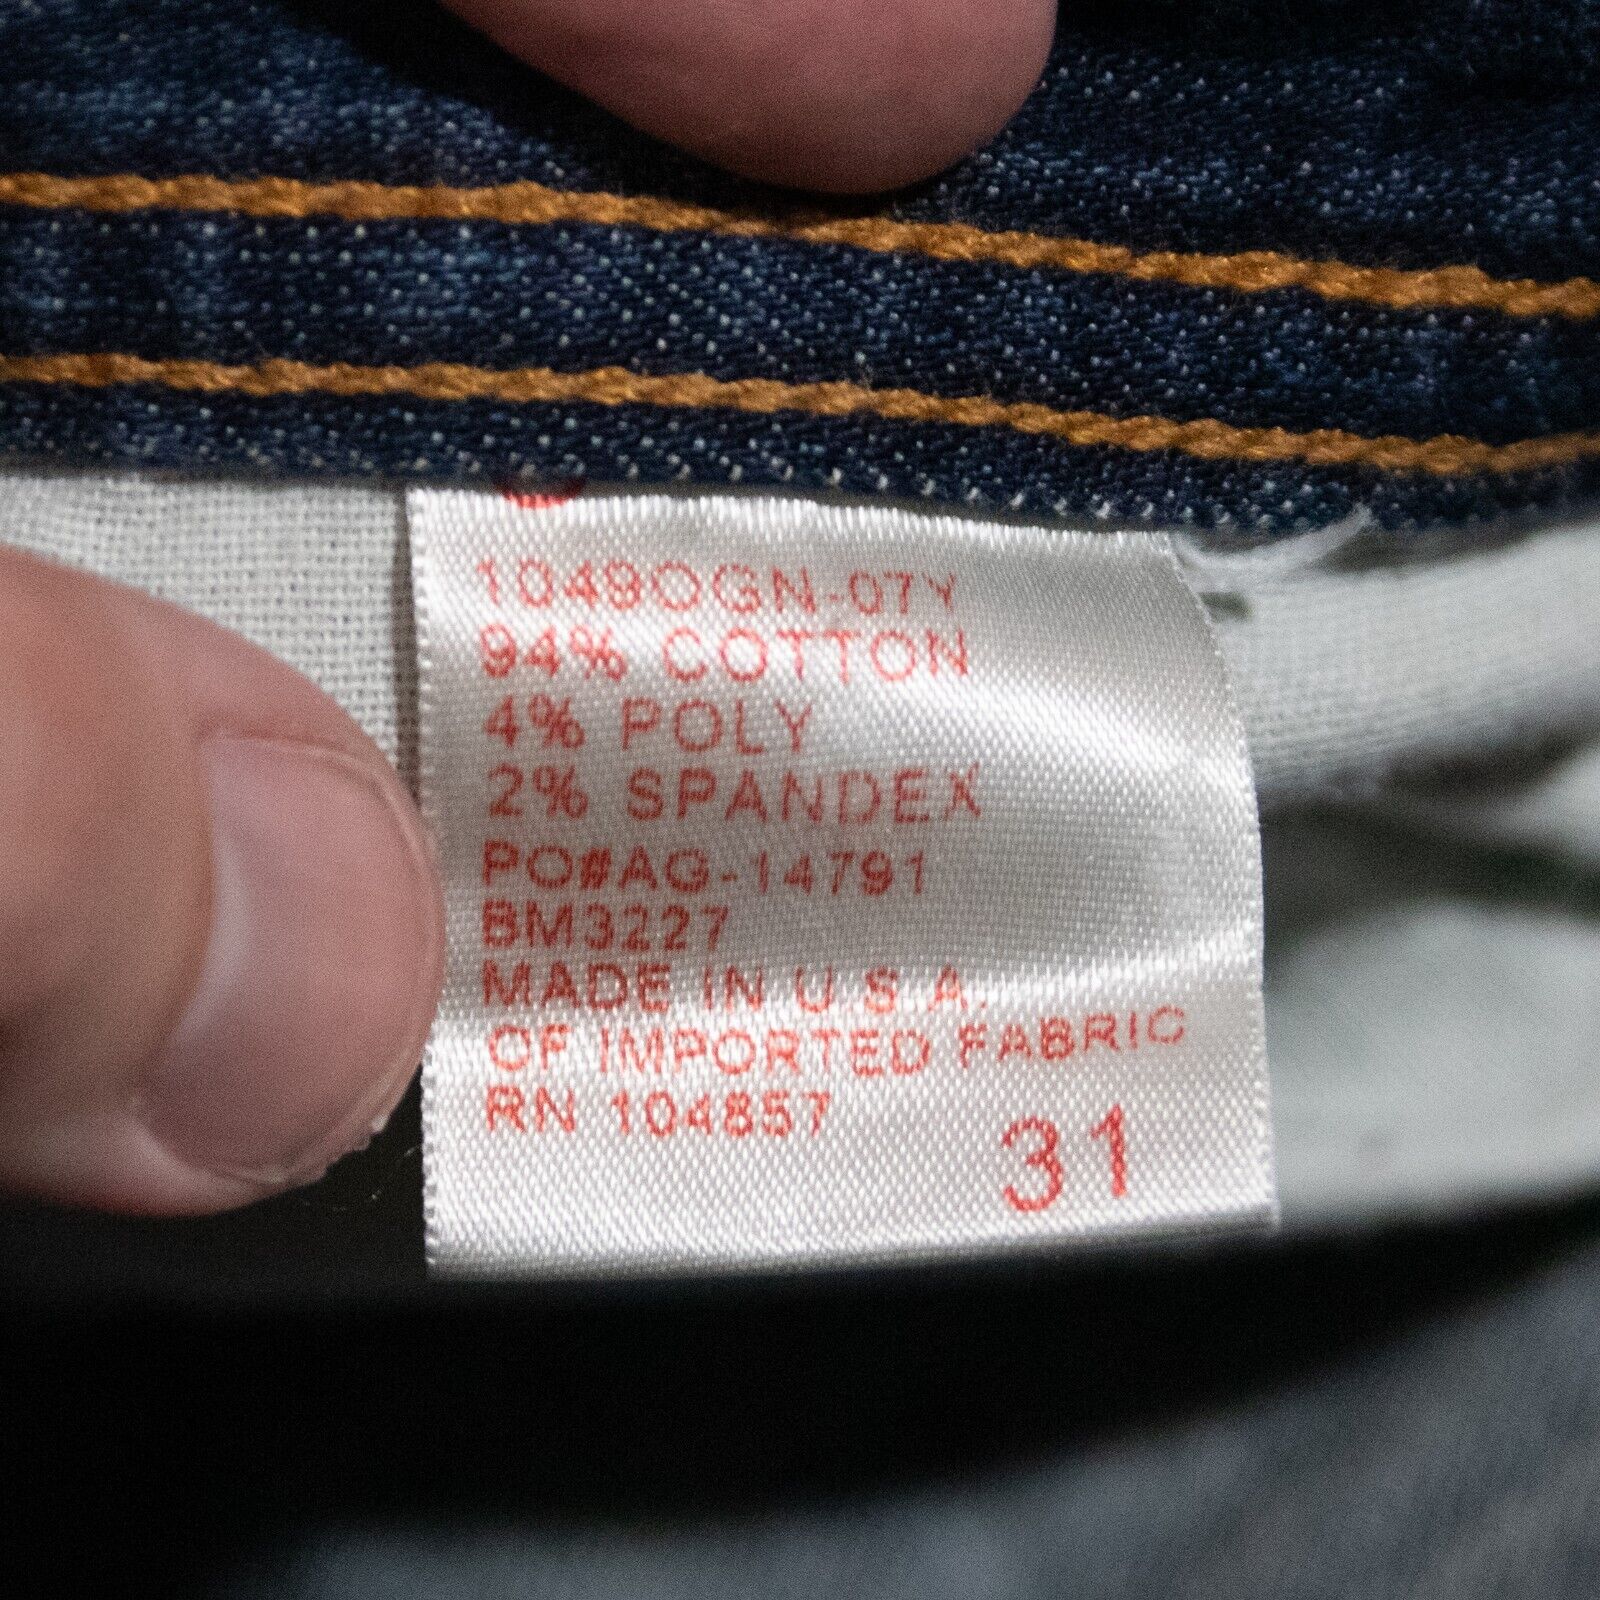 1049OGN-07Y
94% COTTON
4% POLY
2% SPANDEX
PO#AG-14791
BM3227
MADE IN U.S.A.
OF IMPORTED FABRIC
RN 104857
31